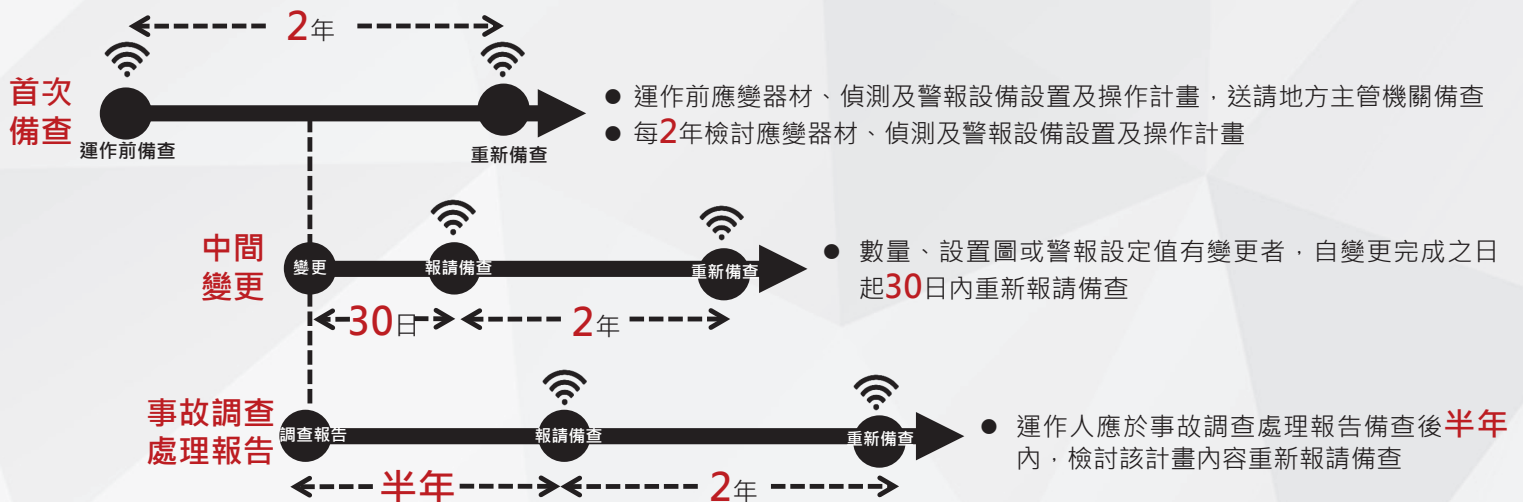 2年
首次
備查
運作前備查
重新備查
● 運作前應變器材、偵測及警報設備設置及操作計畫，送請地方主管機關備查
● 每2年檢討應變器材、偵測及警報設備設置及操作計畫
中間
變更
變更
報請備查
重新備查
● 數量、設置圖或警報設定值有變更者，自變更完成之日
起30日內重新報請備查
30日
2年
事故調查
處理報告
調查報告
報請備查
重新備查
● 運作人應於事故調查處理報告備查後半年
內，檢討該計畫內容重新報請備查
半年
2年